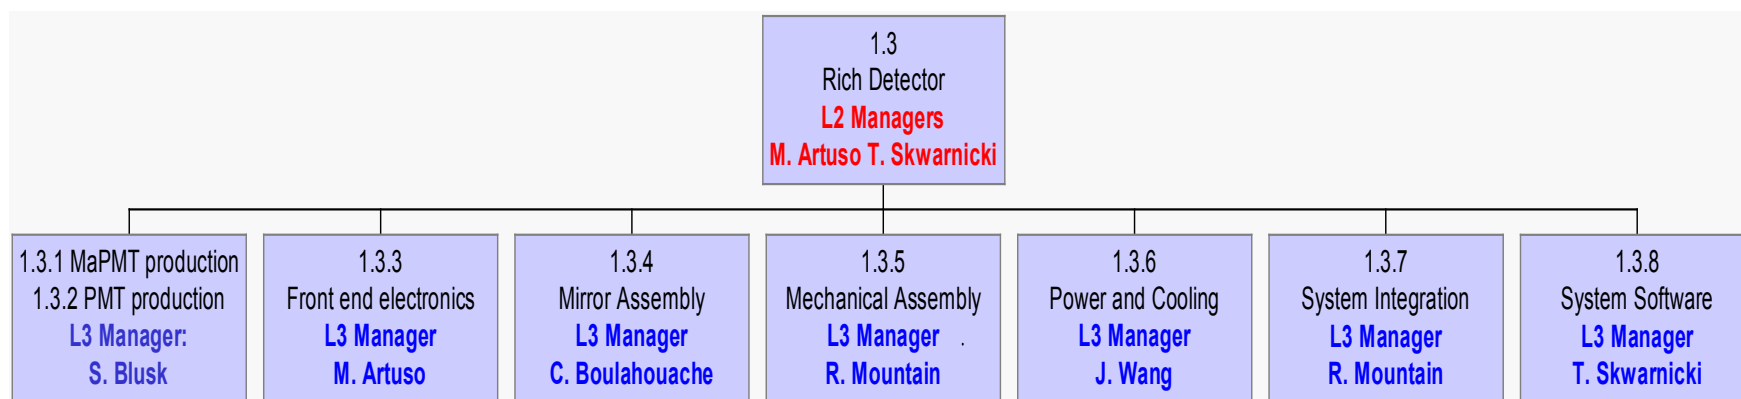 1.3
Rich Detector
L2 Managers
M. Artuso T. Skwarnicki
1.3.1 MaPMT production
1.3.2 PMT production
L3 Manager:
S. Blusk
1.3.3
Front end electronics
L3 Manager
M. Artuso
1.3.4
Mirror Assembly
L3 Manager
C. Boulahouache
1.3.5
Mechanical Assembly
L3 Manager .
R. Mountain
1.3.6
Power and Cooling
L3 Manager
J. Wang
1.3.7
System Integration
L3 Manager
R. Mountain
1.3.8
System Software
L3 Manager
T. Skwarnicki